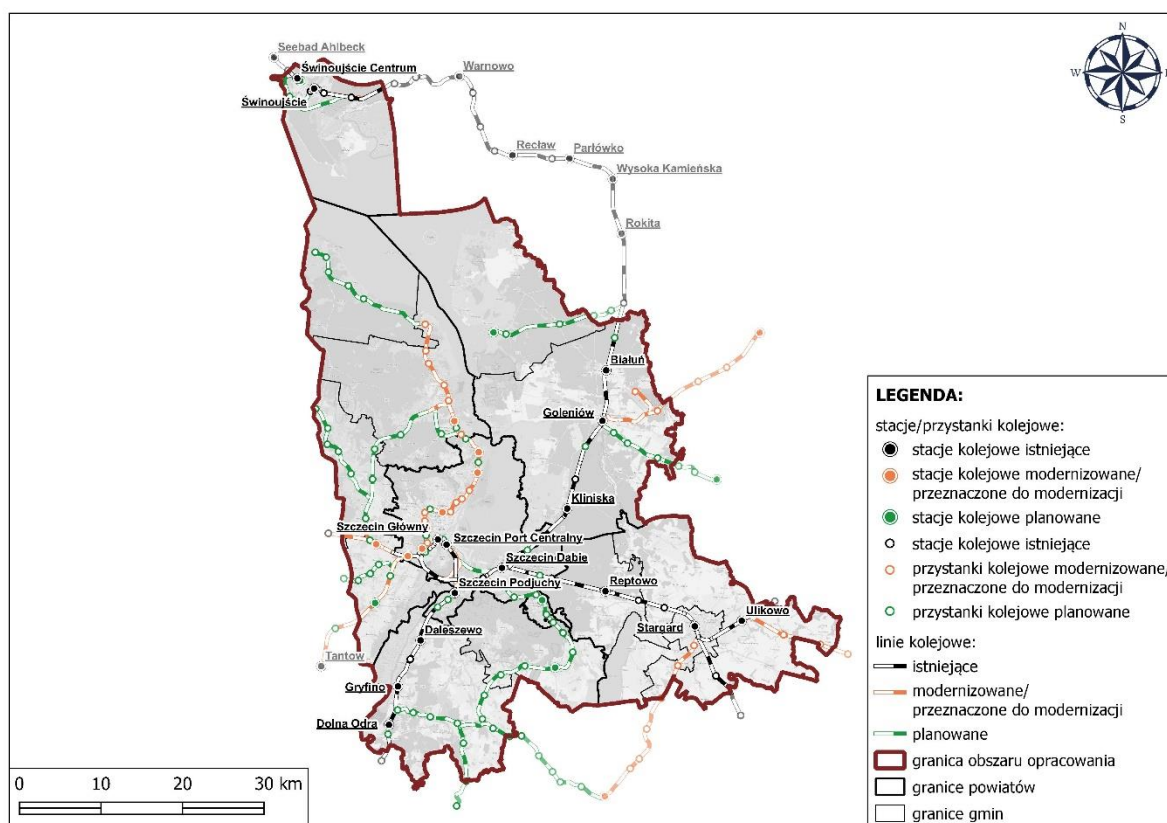 N
W
E
S
Seebad Ahlbeck
Świnoujście Centrum
Warnowo
Świnoujście
Recław
Parłówko
Wysoka Kamieńska
Rokita
Białuń
Goleniów
Kliniska
Szczecin Główny
Szczecin Port Centralny
Szczecin Dąbie
Szczecin Podjuchy
Reptowo
Ulikowo
Stargard
Daleszewo
Tantow
Gryfino
Dolna Odra
LEGENDA:
stacje/przystanki kolejowe:
stacje kolejowe istniejące
stacje kolejowe modernizowane/
przeznaczone do modernizacji
stacje kolejowe planowane
stacje kolejowe istniejące
przystanki kolejowe modernizowane/
przeznaczone do modernizacji
przystanki kolejowe planowane
linie kolejowe:
istniejące
modernizowane/
przeznaczone do modernizacji
planowane
granica obszaru opracowania
granice powiatów
granice gmin
0 10 20 30 km